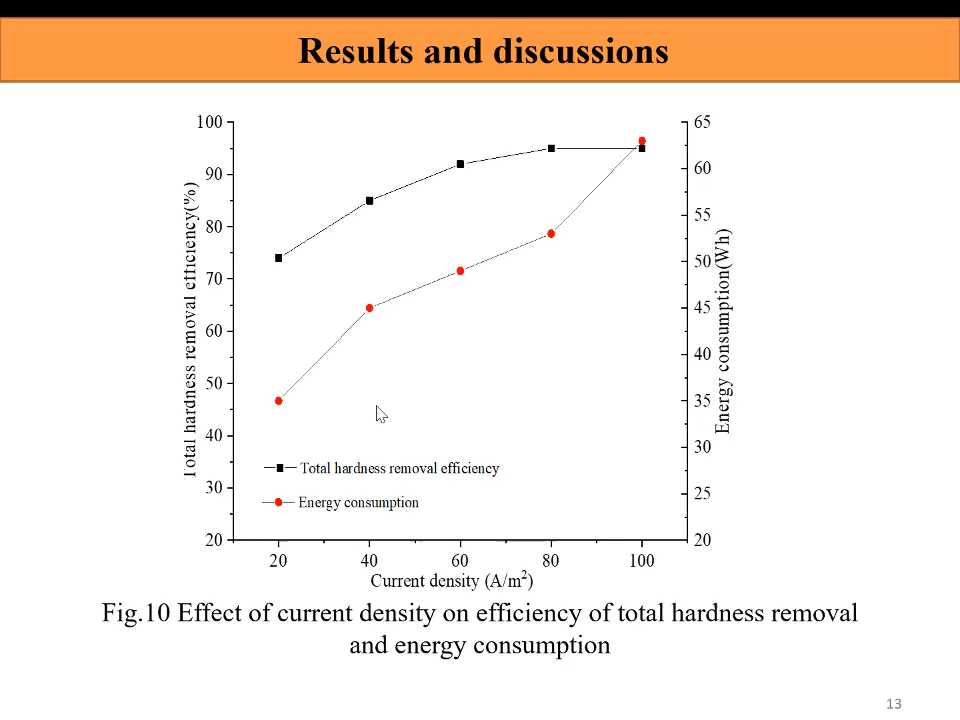 Results and discussions
100
90
80
70
60
50
40
30
20
Total hardness removal efficiency(%)
65
60
55
50
45
40
35
30
25
20
Energy consumption(Wh)
Total hardness removal efficiency
Energy consumption
20 40 60 80 100
Current density (A/m²)
Fig.10 Effect of current density on efficiency of total hardness removal
and energy consumption
13